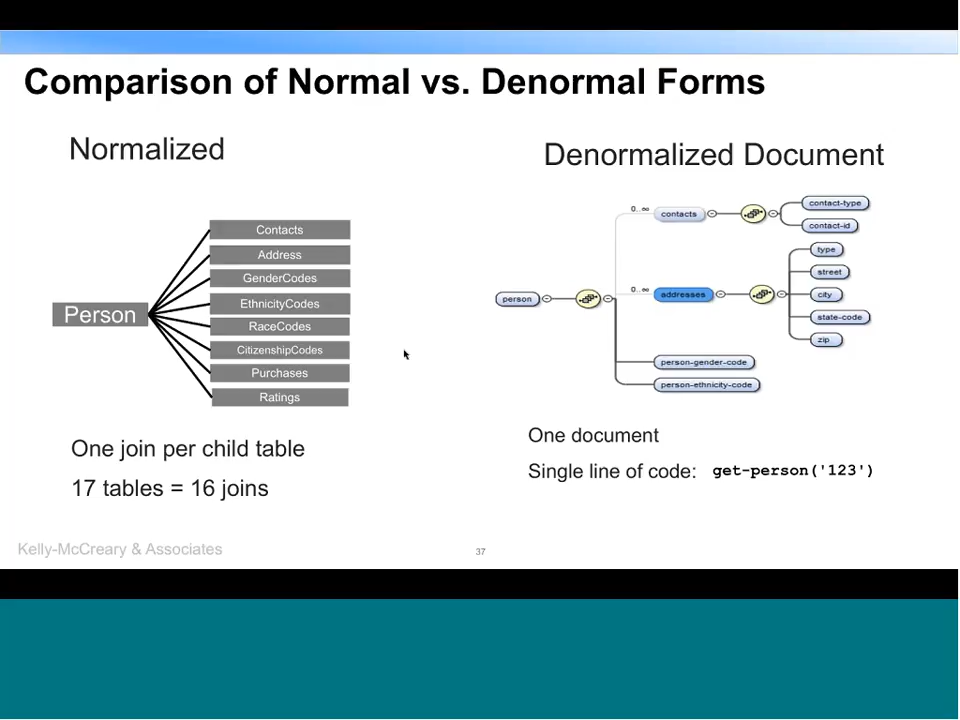 Comparison of Normal vs. Denormal Forms
Normalized
Denormalized Document
Person
Contacts
Address
GenderCodes
EthnicityCodes
RaceCodes
CitizenshipCodes
Purchases
Ratings
person
0..∞
contacts
contact-type
contact-id
0..∞
addresses
type
street
city
state-code
zip
person-gender-code
person-ethnicity-code
One join per child table
17 tables = 16 joins
One document
Single line of code: get-person('123')
Kelly-McCreary & Associates
37